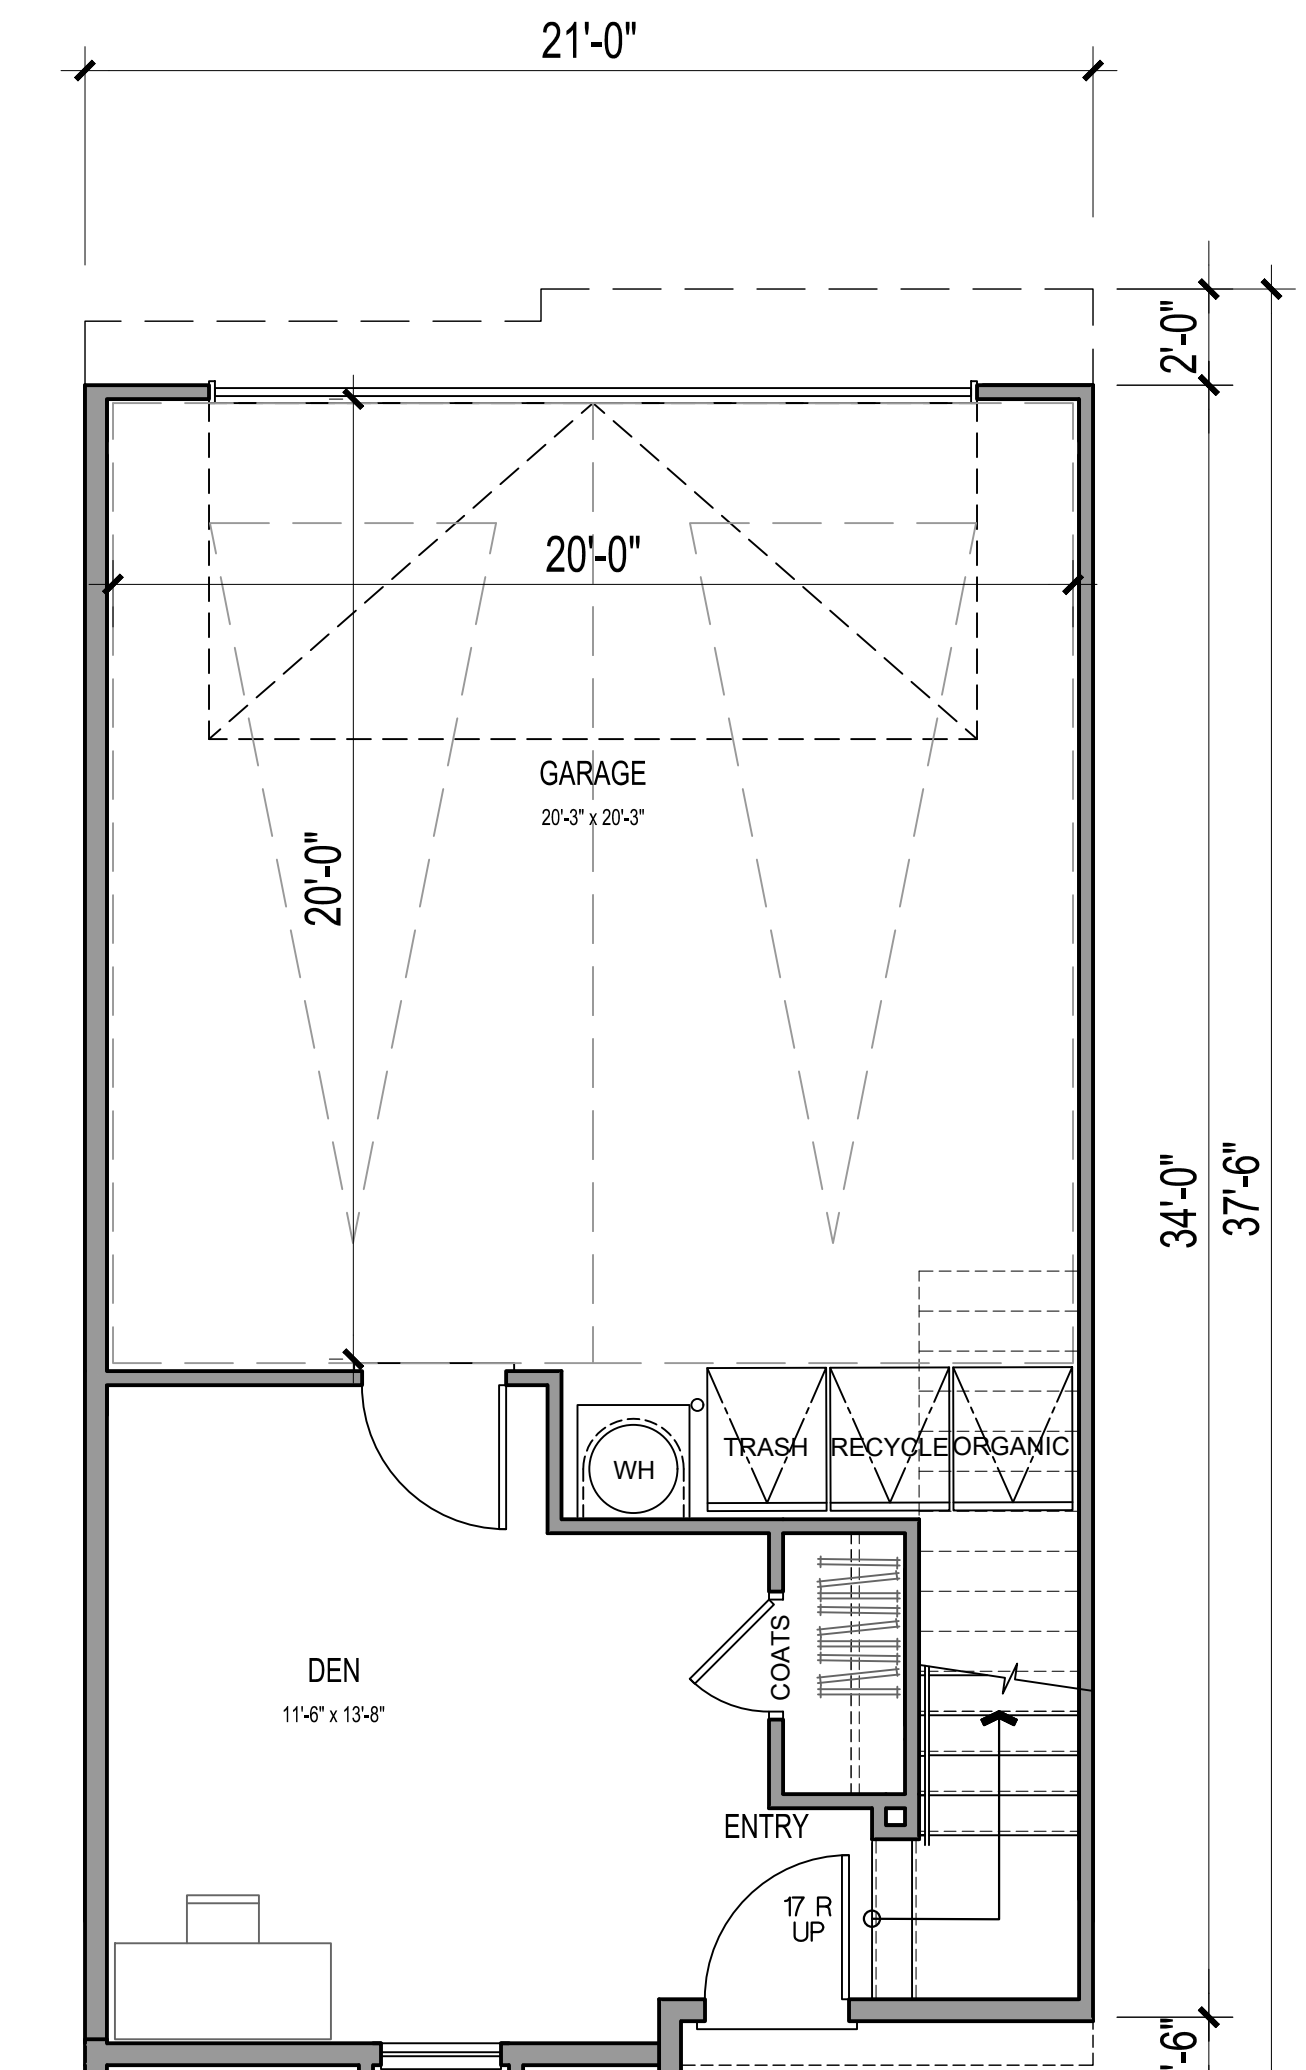 21'-0"
2'-0"
20'-0"
GARAGE
20'-3" x 20'-3"
20'-0"
34'-0"
37'-6"
WH
TRASH
RECYCLE
ORGANIC
COATS
DEN
11'-6" x 13'-8"
ENTRY
17 R
UP